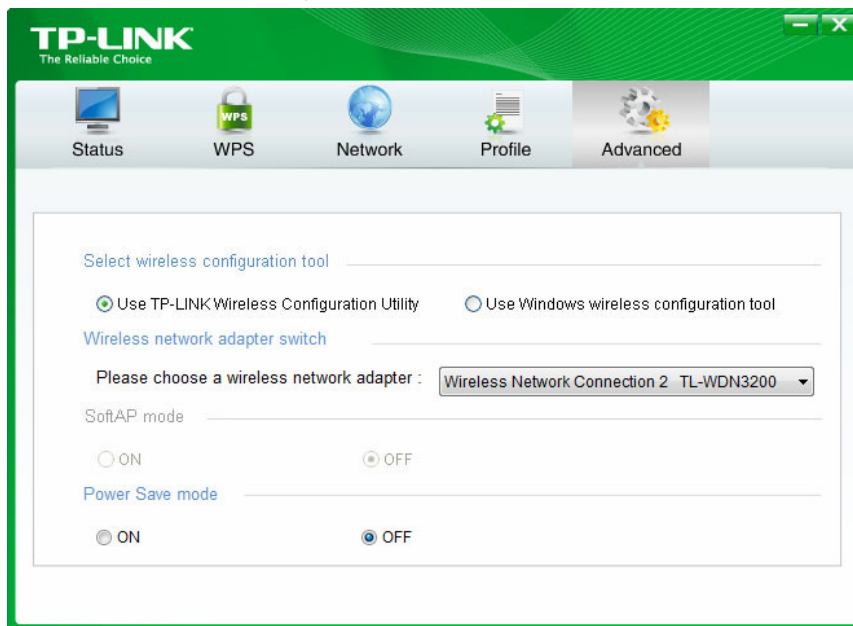 TP-LINK
The Reliable Choice
Status WPS Network Profile Advanced
Select wireless configuration tool
Use TP-LINK Wireless Configuration Utility Use Windows wireless configuration tool
Wireless network adapter switch
Please choose a wireless network adapter : Wireless Network Connection 2 TL-WDN3200
SoftAP mode
ON OFF
Power Save mode
ON OFF